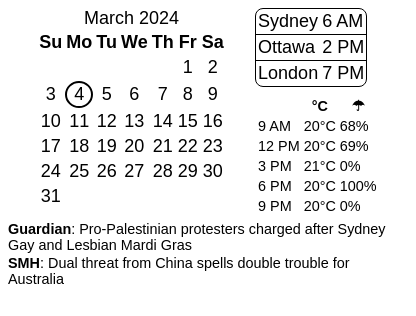 March 2024
Su Mo Tu We Th Fr Sa
1 2
3 4 5 6 7 8 9
10 11 12 13 14 15 16
17 18 19 20 21 22 23
24 25 26 27 28 29 30
31
Sydney 6 AM
Ottawa 2 PM
London 7 PM
°C ☂
9 AM 20°C 68%
12 PM 20°C 69%
3 PM 21°C 0%
6 PM 20°C 100%
9 PM 20°C 0%
Guardian: Pro-Palestinian protesters charged after Sydney
Gay and Lesbian Mardi Gras
SMH: Dual threat from China spells double trouble for
Australia